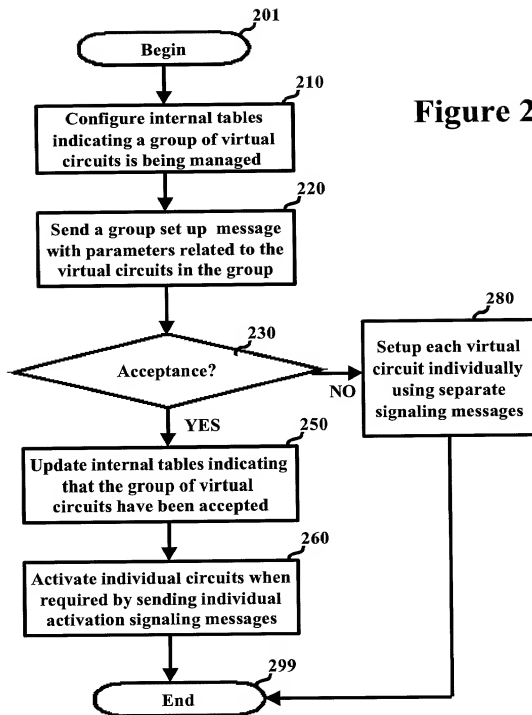 201
Begin
210
Configure internal tables
indicating a group of virtual
circuits is being managed
Figure 2
220
Send a group set up message
with parameters related to the
virtual circuits in the group
230
Acceptance?
NO
YES
280
Setup each virtual
circuit individually
using separate
signaling messages
250
Update internal tables indicating
that the group of virtual
circuits have been accepted
260
Activate individual circuits when
required by sending individual
activation signaling messages
299
End